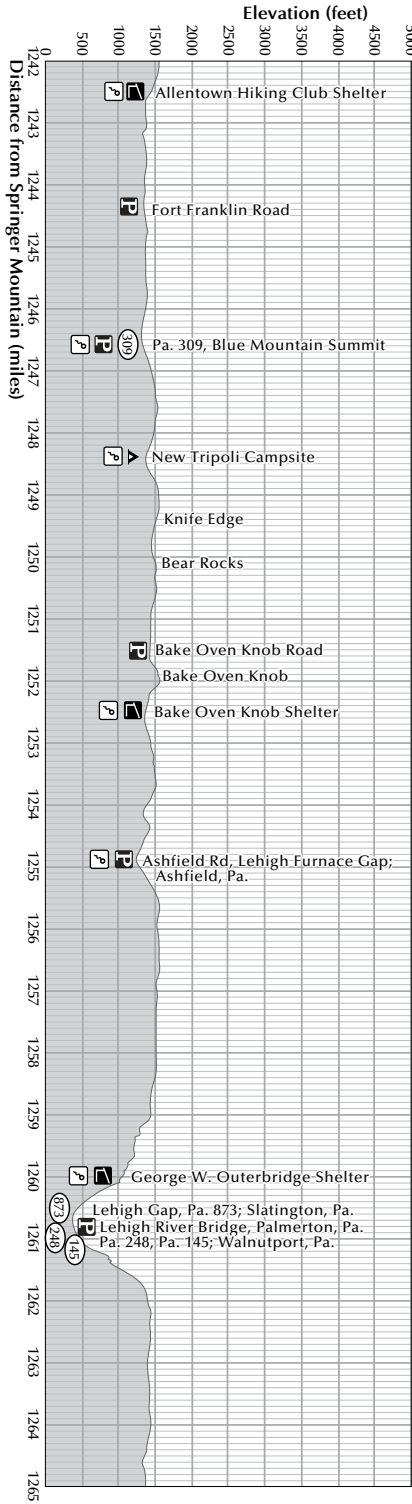 Elevation (feet)
0 500 1000 1500 2000 2500 3000 3500 4000 4500 5000
Distance from Springer Mountain (miles)
1242
Allentown Hiking Club Shelter
1243
1244
P Fort Franklin Road
1245
1246
P 309 Pa. 309, Blue Mountain Summit
1247
1248
New Tripoli Campsite
1249
Knife Edge
1250
Bear Rocks
1251
P Bake Oven Knob Road
1252
Bake Oven Knob
Bake Oven Knob Shelter
1253
1254
P Ashfield Rd, Lehigh Furnace Gap;
1255
Ashfield, Pa.
1256
1257
1258
1259
1260
George W. Outerbridge Shelter
873 Lehigh Gap, Pa. 873; Slatington, Pa.
P Lehigh River Bridge, Palmerton, Pa.
248 145 Pa. 248, Pa. 145; Walnutport, Pa.
1261
1262
1263
1264
1265